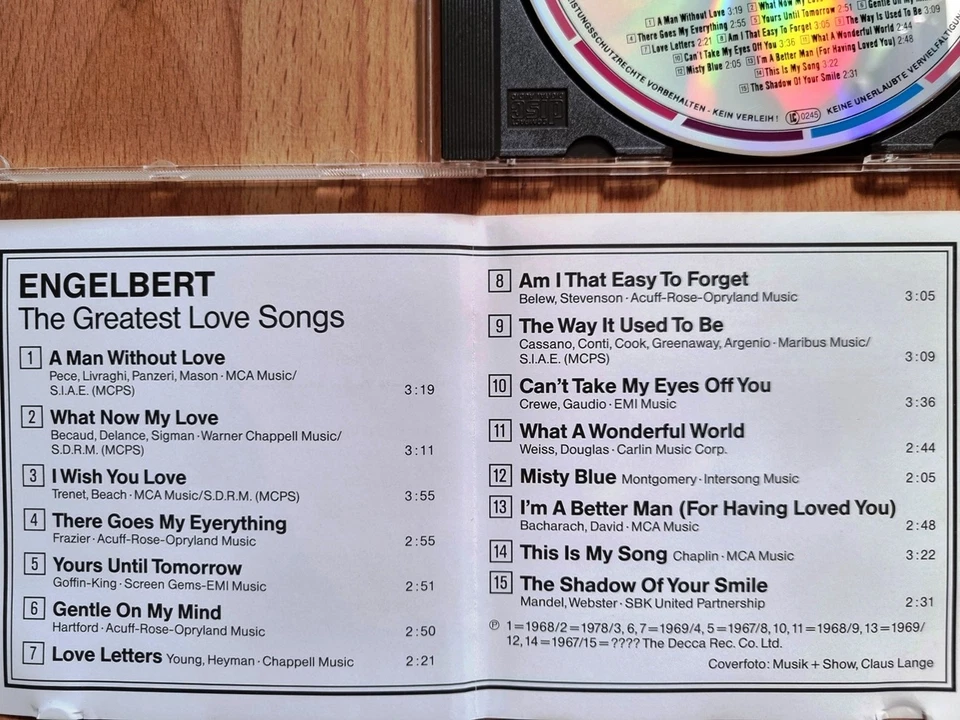 1 A Man Without Love 3:19 2 What Now My Love
4 There Goes My Everything 2:55 5 Yours Until Tomorrow 2:51 6 Gentle On My
7 Love Letters 2:21 8 Am I That Easy To Forget 3:05 9 The Way It Used To Be 3:09
10 Can't Take My Eyes Off You 3:36 11 What A Wonderful World 2:44
12 Misty Blue 2:05 13 I'm A Better Man (For Having Loved You) 2:48
14 This Is My Song 3:22
15 The Shadow Of Your Smile 2:31
LEISTUNGSSCHUTZRECHTE VORBEHALTEN - KEIN VERLEIH! LC 0245 KEINE UNERLAUBTE VERVIELFÄLTIGUNG
ENGELBERT
The Greatest Love Songs
1 A Man Without Love
Pece, Livraghi, Panzeri, Mason · MCA Music/
S.I.A.E. (MCPS) 3:19
2 What Now My Love
Becaud, Delance, Sigman · Warner Chappell Music/
S.D.R.M. (MCPS) 3:11
3 I Wish You Love
Trenet, Beach · MCA Music/S.D.R.M. (MCPS) 3:55
4 There Goes My Eyerything
Frazier · Acuff-Rose-Opryland Music 2:55
5 Yours Until Tomorrow
Goffin-King · Screen Gems-EMI Music 2:51
6 Gentle On My Mind
Hartford · Acuff-Rose-Opryland Music 2:50
7 Love Letters Young, Heyman · Chappell Music 2:21
8 Am I That Easy To Forget
Belew, Stevenson · Acuff-Rose-Opryland Music 3:05
9 The Way It Used To Be
Cassano, Conti, Cook, Greenaway, Argenio · Maribus Music/
S.I.A.E. (MCPS) 3:09
10 Can't Take My Eyes Off You
Crewe, Gaudio · EMI Music 3:36
11 What A Wonderful World
Weiss, Douglas · Carlin Music Corp. 2:44
12 Misty Blue Montgomery · Intersong Music 2:05
13 I'm A Better Man (For Having Loved You)
Bacharach, David · MCA Music 2:48
14 This Is My Song Chaplin · MCA Music 3:22
15 The Shadow Of Your Smile
Mandel, Webster · SBK United Partnership 2:31
℗ 1=1968/2=1978/3, 6, 7=1969/4, 5=1967/8, 10, 11=1968/9, 13=1969/
12, 14=1967/15=???? The Decca Rec. Co. Ltd.
Coverfoto: Musik + Show, Claus Lange